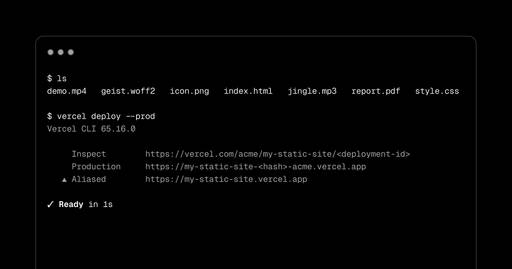 $ ls
demo.mp4 geist.woff2 icon.png index.html jingle.mp3 report.pdf style.css
$ vercel deploy --prod
Vercel CLI 65.16.0
Inspect https://vercel.com/acme/my-static-site/<deployment-id>
Production https://my-static-site-<hash>-acme.vercel.app
▲ Aliased https://my-static-site.vercel.app
✓ Ready in 1s